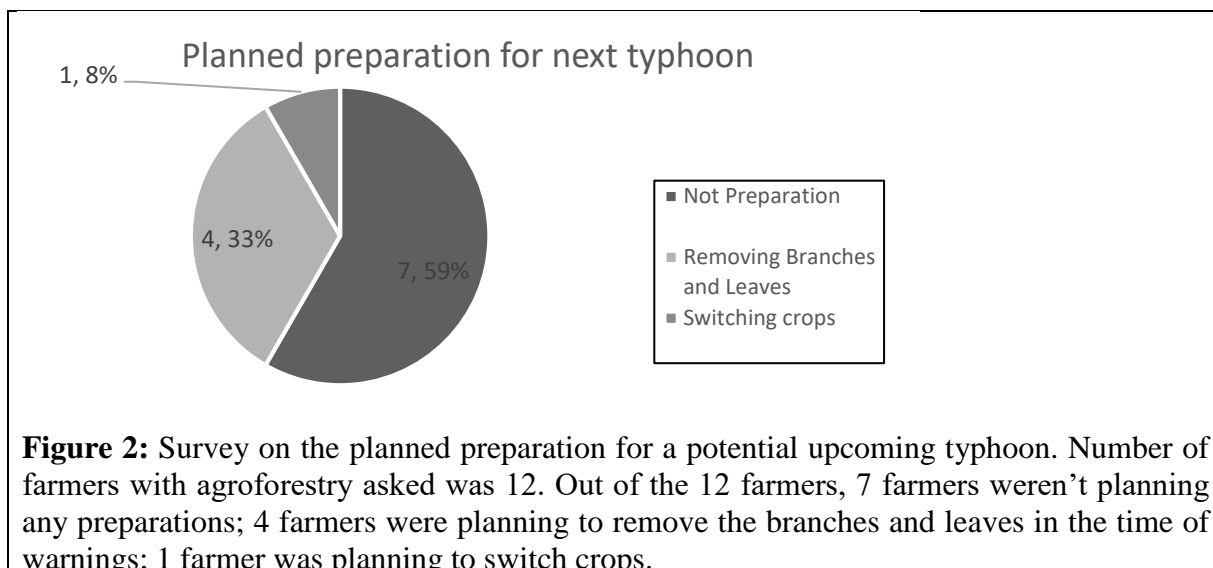 Planned preparation for next typhoon
1, 8%
4, 33%
7, 59%
Not Preparation
Removing Branches
and Leaves
Switching crops
Figure 2: Survey on the planned preparation for a potential upcoming typhoon. Number of
farmers with agroforestry asked was 12. Out of the 12 farmers, 7 farmers weren’t planning
any preparations; 4 farmers were planning to remove the branches and leaves in the time of
warnings; 1 farmer was planning to switch crops.